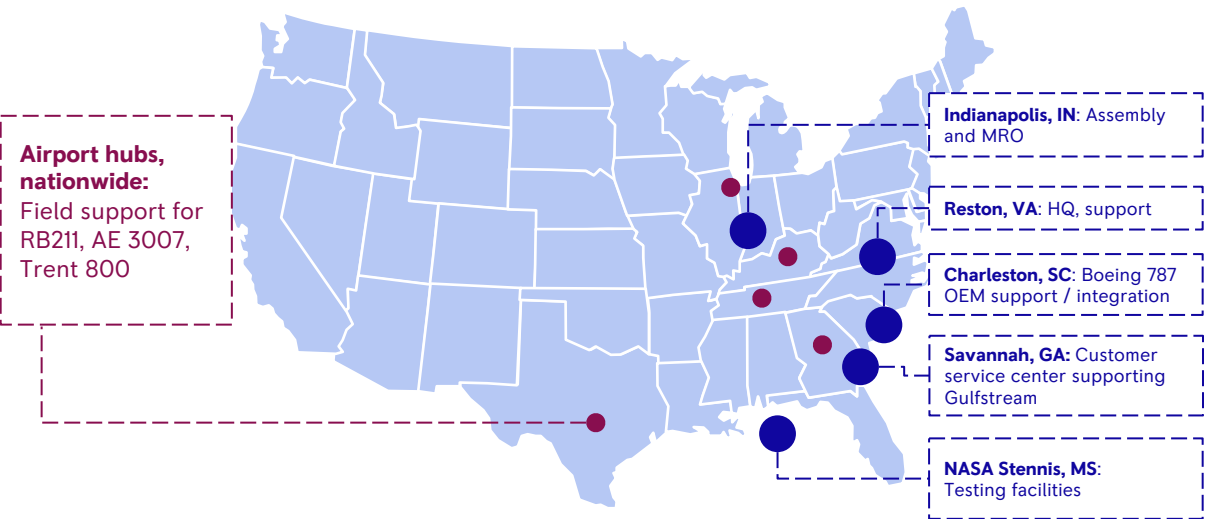 Airport hubs,
nationwide:
Field support for
RB211, AE 3007,
Trent 800
Indianapolis, IN: Assembly
and MRO
Reston, VA: HQ, support
Charleston, SC: Boeing 787
OEM support / integration
Savannah, GA: Customer
service center supporting
Gulfstream
NASA Stennis, MS:
Testing facilities